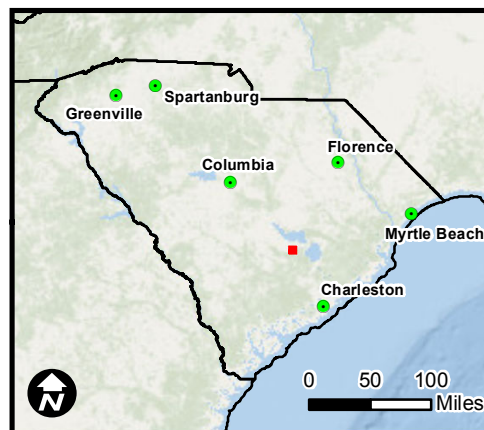 Spartanburg
Greenville
Florence
Columbia
Myrtle Beach
Charleston
N
0 50 100
Miles